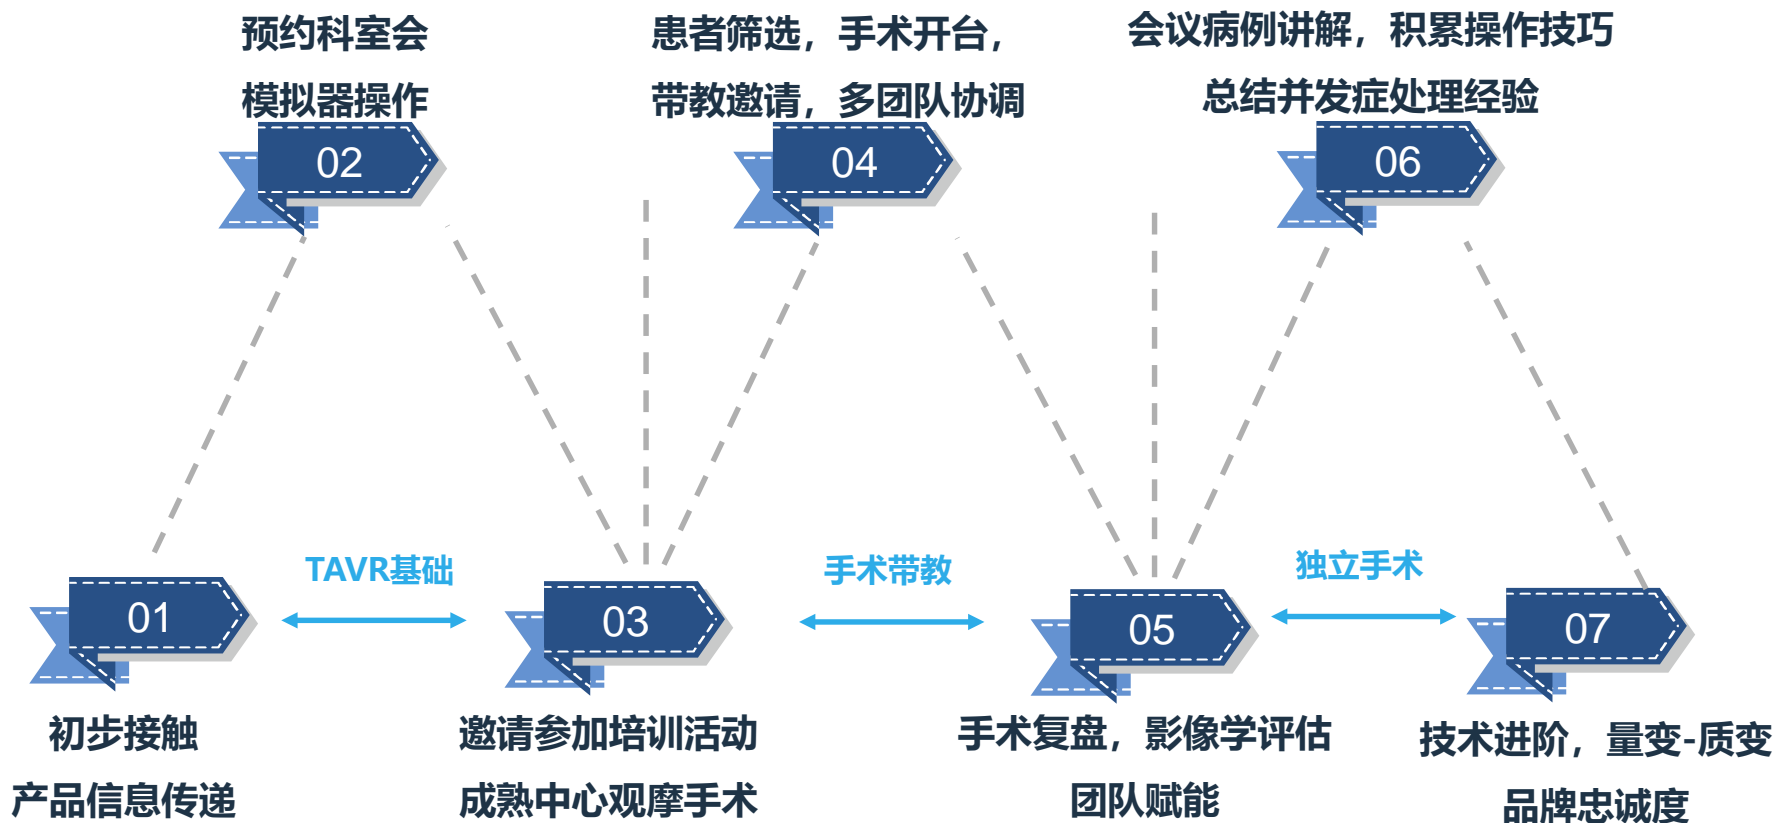 预约科室会
模拟器操作
02
患者筛选，手术开台，
带教邀请，多团队协调
04
会议病例讲解，积累操作技巧
总结并发症处理经验
06
TAVR基础
手术带教
独立手术
01
初步接触
产品信息传递
03
邀请参加培训活动
成熟中心观摩手术
05
手术复盘，影像学评估
团队赋能
07
技术进阶，量变-质变
品牌忠诚度